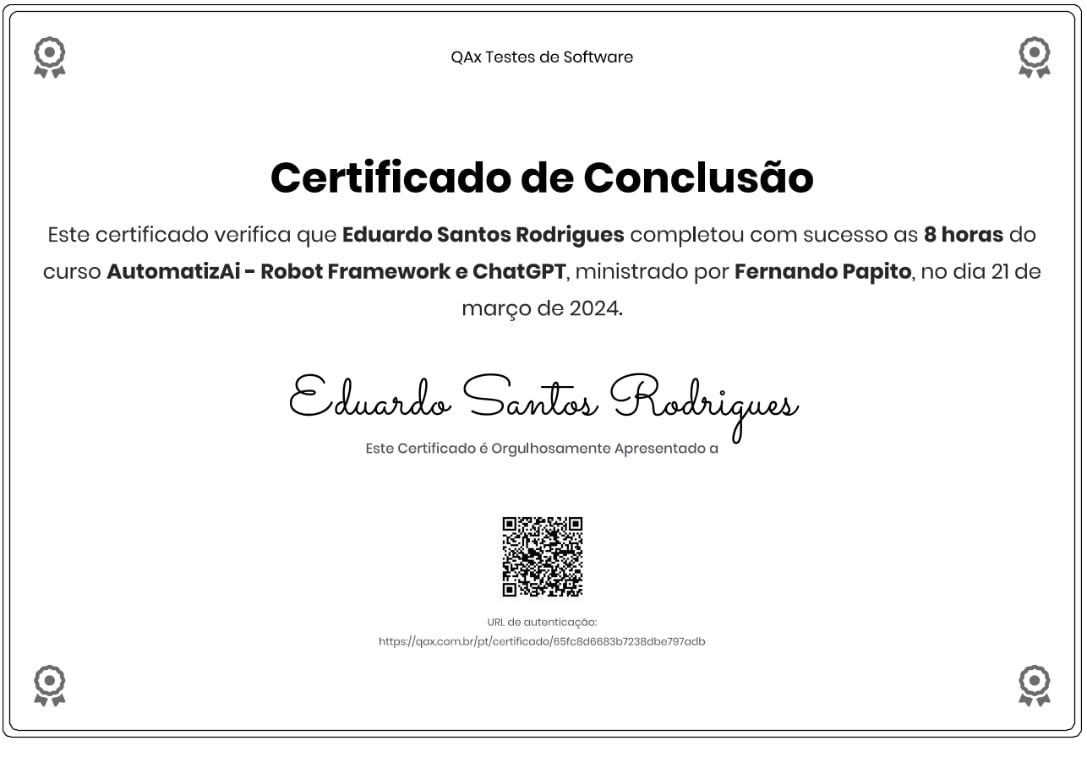 QAx Testes de Software
Certificado de Conclusão
Este certificado verifica que Eduardo Santos Rodrigues completou com sucesso as 8 horas do
curso AutomatizAi - Robot Framework e ChatGPT, ministrado por Fernando Papito, no dia 21 de
março de 2024.
Eduardo Santos Rodrigues
Este Certificado é Orgulhosamente Apresentado a
URL de autenticação:
https://qax.com.br/pt/certificado/65fc8d6683b7238dbe797adb